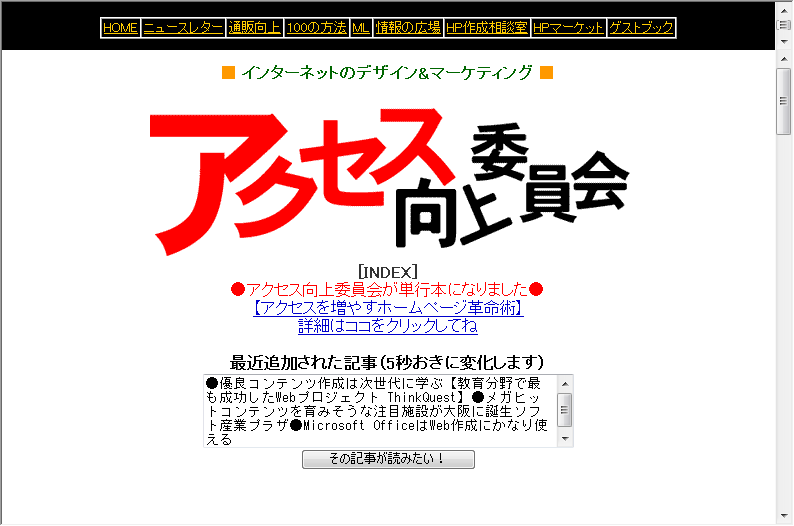 HOME ニュースレター 通販向上 100の方法 ML 情報の広場 HP作成相談室 HPマーケット ゲストブック
■ インターネットのデザイン&マーケティング ■
アクセス向上委員会
[INDEX]
●アクセス向上委員会が単行本になりました●
【アクセスを増やすホームページ革命術】
詳細はココをクリックしてね
最近追加された記事(5秒おきに変化します)
●優良コンテンツ作成は次世代に学ぶ【教育分野で最
も成功したWebプロジェクト ThinkQuest】●メガヒッ
トコンテンツを育みそうな注目施設が大阪に誕生ソフ
ト産業プラザ●Microsoft OfficeはWeb作成にかなり使
える
その記事が読みたい！